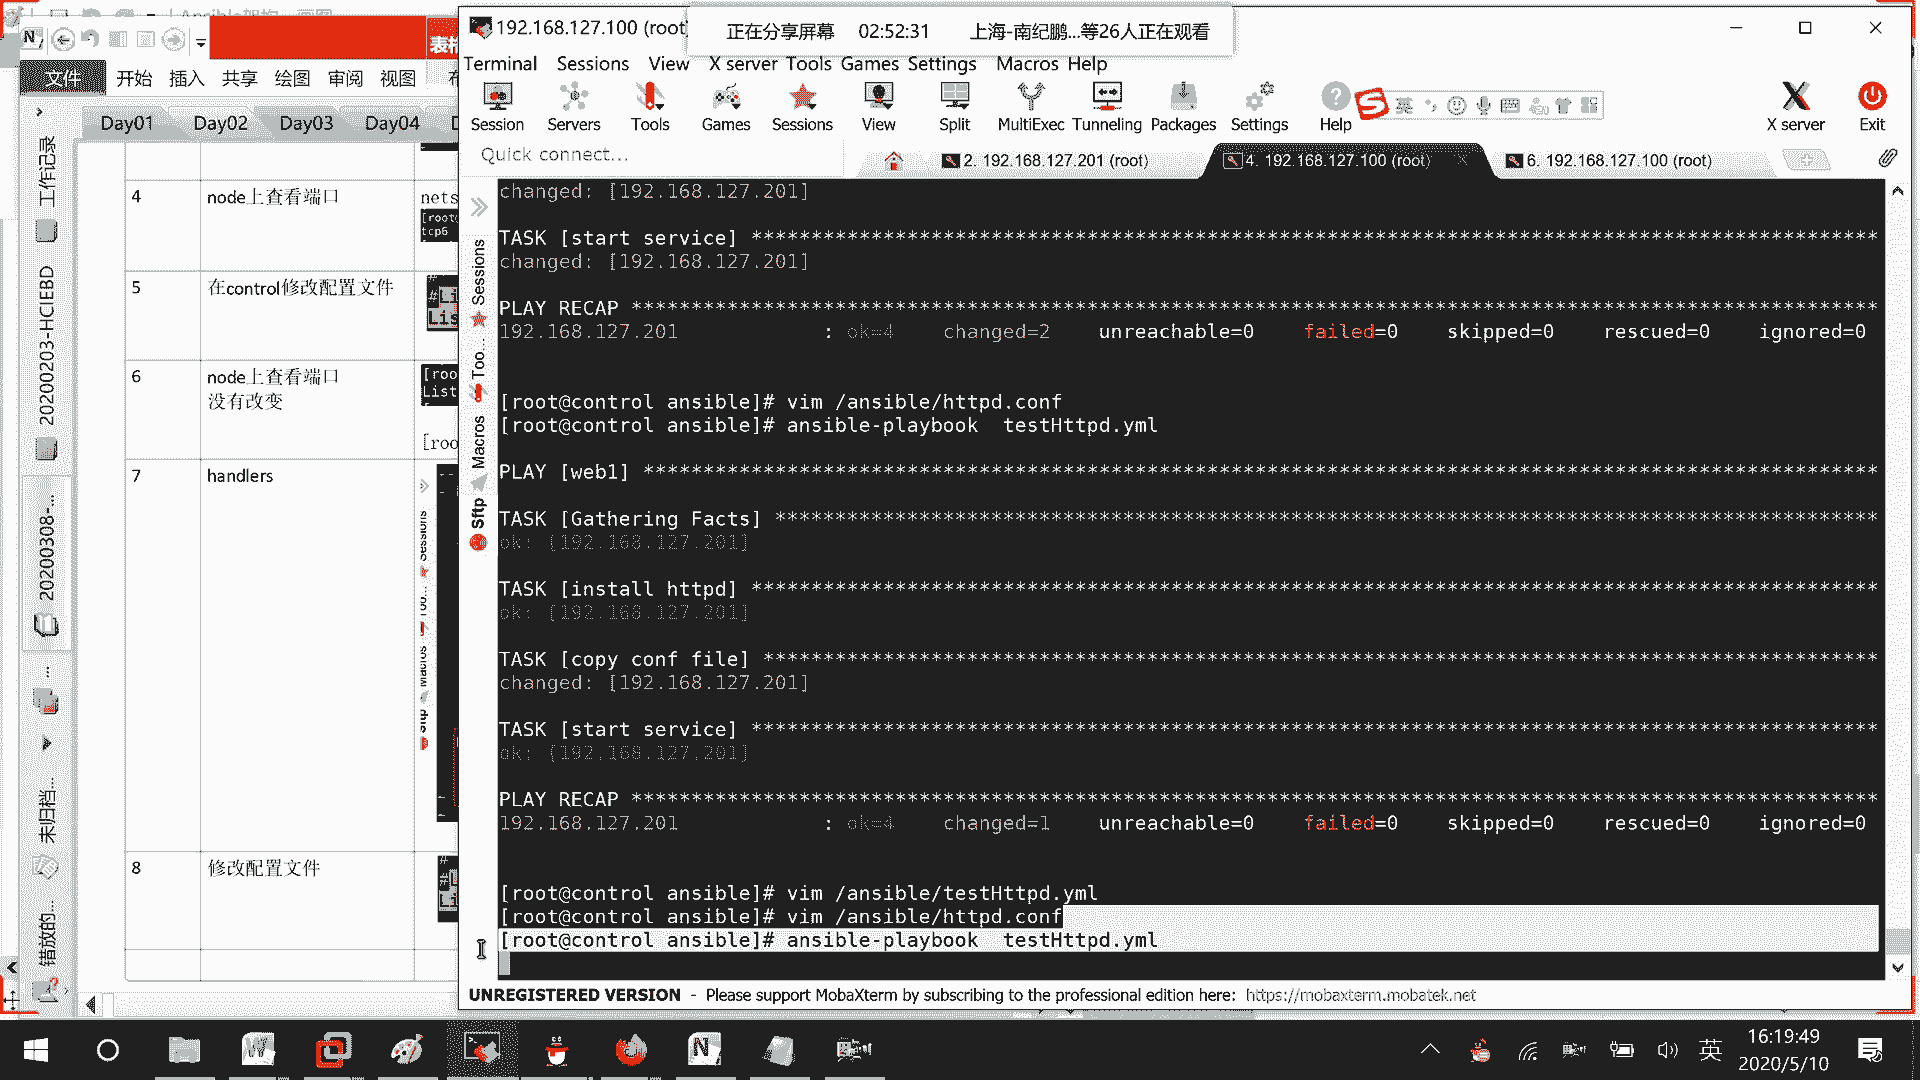 192.168.127.100 (root
正在分享屏幕 02:52:31 上海-南纪鹏...等26人正在观看
Terminal Sessions View X server Tools Games Settings Macros Help
文件 开始 插入 共享 绘图 审阅 视图
Session Servers Tools Games Sessions View Split MultiExec Tunneling Packages Settings Help
英
X server Exit
Day01 Day02 Day03 Day04
Quick connect...
2. 192.168.127.201 (root)
4. 192.168.127.100 (root)
6. 192.168.127.100 (root)
工作记录
20200203-HCIEBD
20200308-...
未归档...
错放的...
4 node上查看端口 nets
tcp6
5 在control修改配置文件
6 node上查看端口
没有改变
7 handlers
8 修改配置文件
Sessions
Too...
Macros
Sftp
changed: [192.168.127.201]
TASK [start service] ***********************************************************************************************
changed: [192.168.127.201]
PLAY RECAP *********************************************************************************************************
192.168.127.201 : ok=4 changed=2 unreachable=0 failed=0 skipped=0 rescued=0 ignored=0
[root@control ansible]# vim /ansible/httpd.conf
[root@control ansible]# ansible-playbook  testHttpd.yml
PLAY [web1] ********************************************************************************************************
TASK [Gathering Facts] *********************************************************************************************
ok: [192.168.127.201]
TASK [install httpd] ***********************************************************************************************
ok: [192.168.127.201]
TASK [copy conf file] **********************************************************************************************
changed: [192.168.127.201]
TASK [start service] ***********************************************************************************************
ok: [192.168.127.201]
PLAY RECAP *********************************************************************************************************
192.168.127.201 : ok=4 changed=1 unreachable=0 failed=0 skipped=0 rescued=0 ignored=0
[root@control ansible]# vim /ansible/testHttpd.yml
[root@control ansible]# vim /ansible/httpd.conf
[root@control ansible]# ansible-playbook  testHttpd.yml
UNREGISTERED VERSION - Please support MobaXterm by subscribing to the professional edition here: https://mobaxterm.mobatek.net
英
16:19:49
2020/5/10